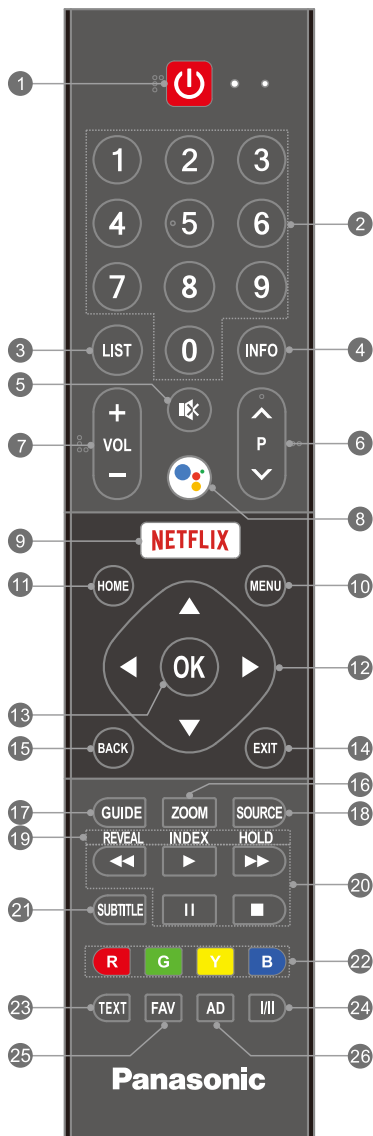 1
1 2 3
4 5 6 2
7 8 9
3 LIST 0 INFO 4
5
7 + VOL − P 6
8
9 NETFLIX
11 HOME MENU 10
OK 12
13
15 BACK EXIT 14
16
17 GUIDE ZOOM SOURCE 18
19 REVEAL INDEX HOLD
20
21 SUBTITLE
R G Y B 22
23 TEXT FAV AD I/II 24
25 26
Panasonic